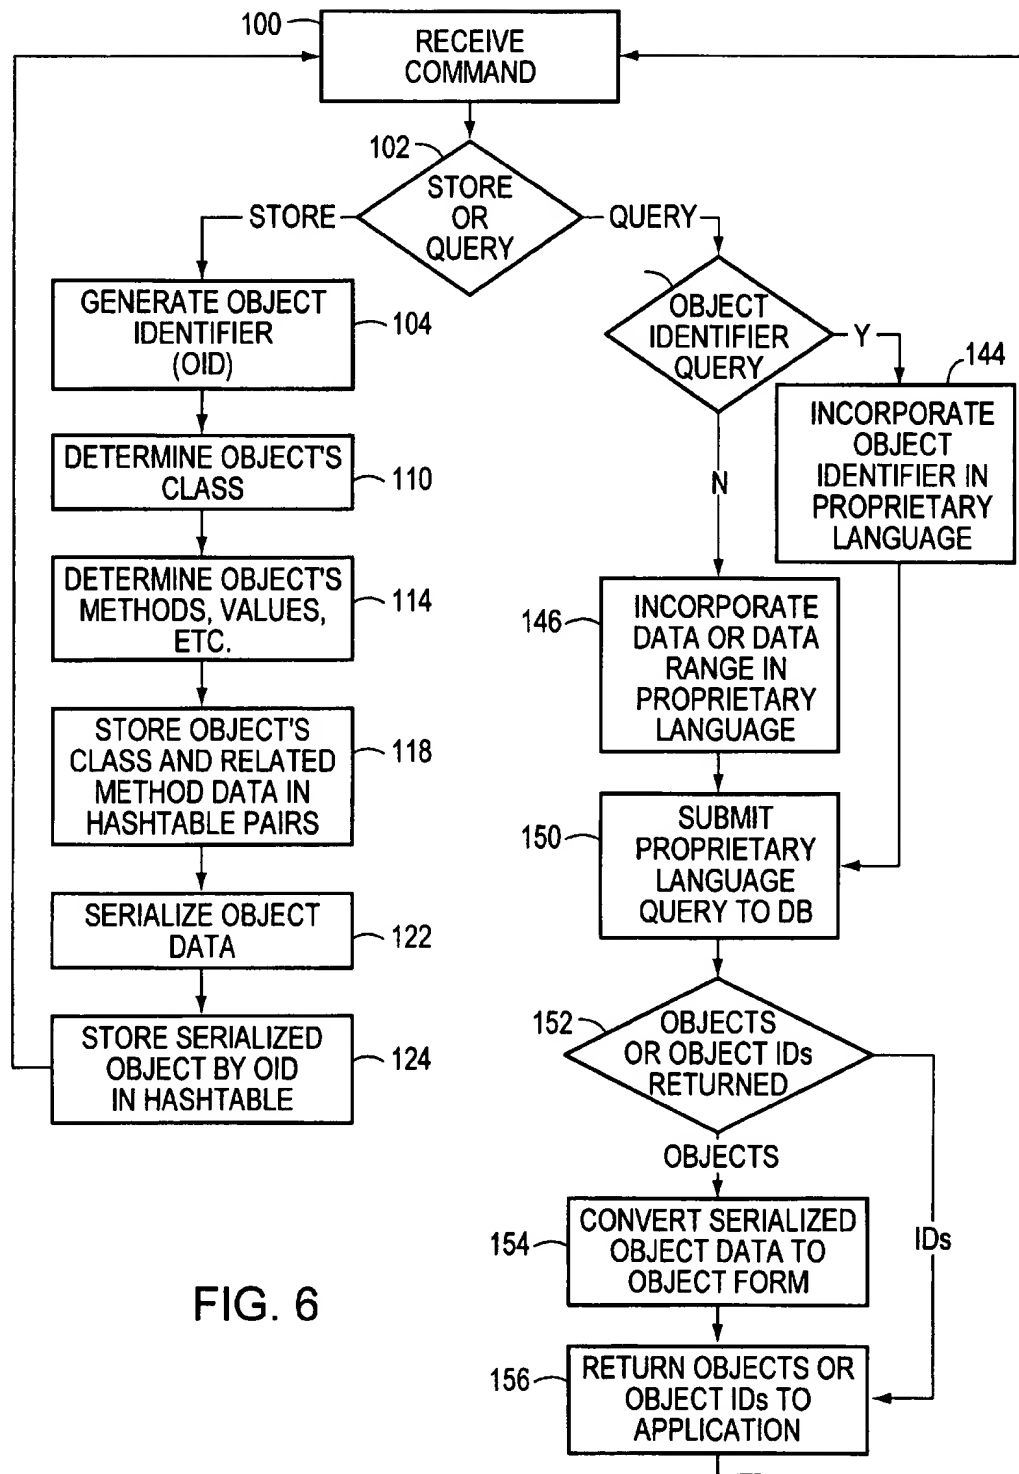 100
RECEIVE
COMMAND
102
STORE
OR
QUERY
STORE
QUERY
GENERATE OBJECT
IDENTIFIER
(OID)
104
DETERMINE OBJECT'S
CLASS
110
DETERMINE OBJECT'S
METHODS, VALUES,
ETC.
114
STORE OBJECT'S
CLASS AND RELATED
METHOD DATA IN
HASHTABLE PAIRS
118
SERIALIZE OBJECT
DATA
122
STORE SERIALIZED
OBJECT BY OID
IN HASHTABLE
124
OBJECT
IDENTIFIER
QUERY
Y
N
144
INCORPORATE
OBJECT
IDENTIFIER IN
PROPRIETARY
LANGUAGE
146
INCORPORATE
DATA OR DATA
RANGE IN
PROPRIETARY
LANGUAGE
150
SUBMIT
PROPRIETARY
LANGUAGE
QUERY TO DB
152
OBJECTS
OR OBJECT IDs
RETURNED
OBJECTS
IDs
154
CONVERT SERIALIZED
OBJECT DATA TO
OBJECT FORM
156
RETURN OBJECTS OR
OBJECT IDs TO
APPLICATION
FIG. 6